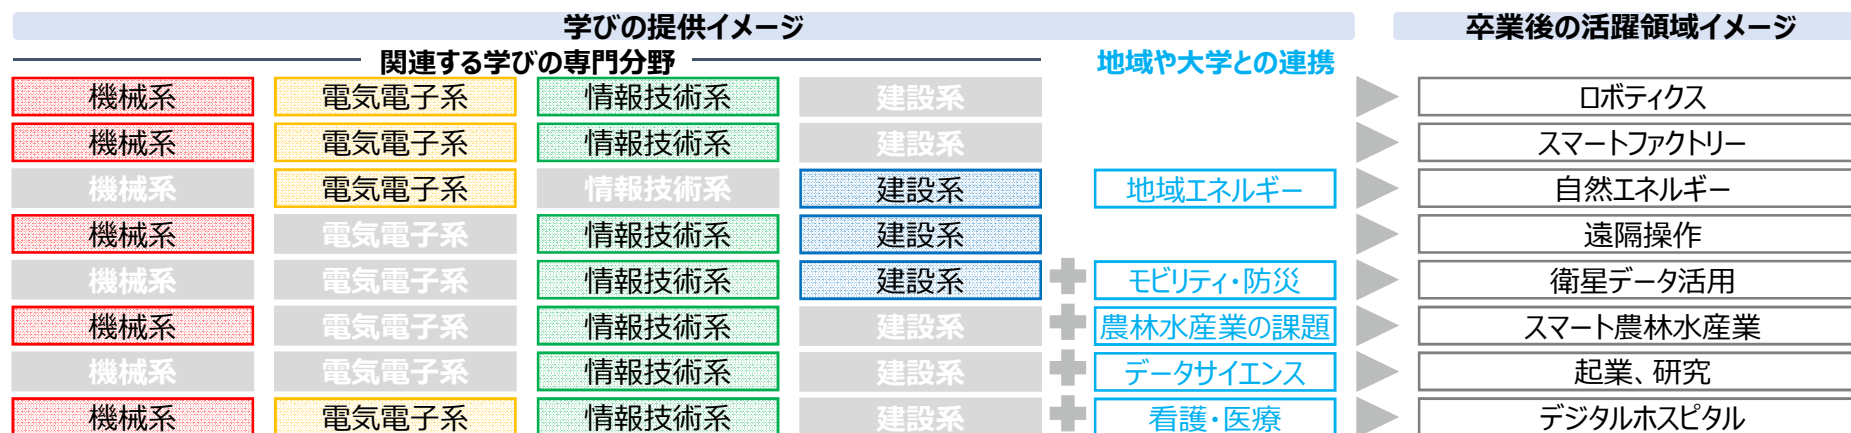 学びの提供イメージ 卒業後の活躍領域イメージ
関連する学びの専門分野 地域や大学との連携
機械系 電気電子系 情報技術系 建設系 ロボティクス
機械系 電気電子系 情報技術系 建設系 スマートファクトリー
機械系 電気電子系 情報技術系 建設系 地域エネルギー 自然エネルギー
機械系 電気電子系 情報技術系 建設系 遠隔操作
機械系 電気電子系 情報技術系 建設系 モビリティ・防災 衛星データ活用
機械系 電気電子系 情報技術系 建設系 農林水産業の課題 スマート農林水産業
機械系 電気電子系 情報技術系 建設系 データサイエンス 起業、研究
機械系 電気電子系 情報技術系 建設系 看護・医療 デジタルホスピタル